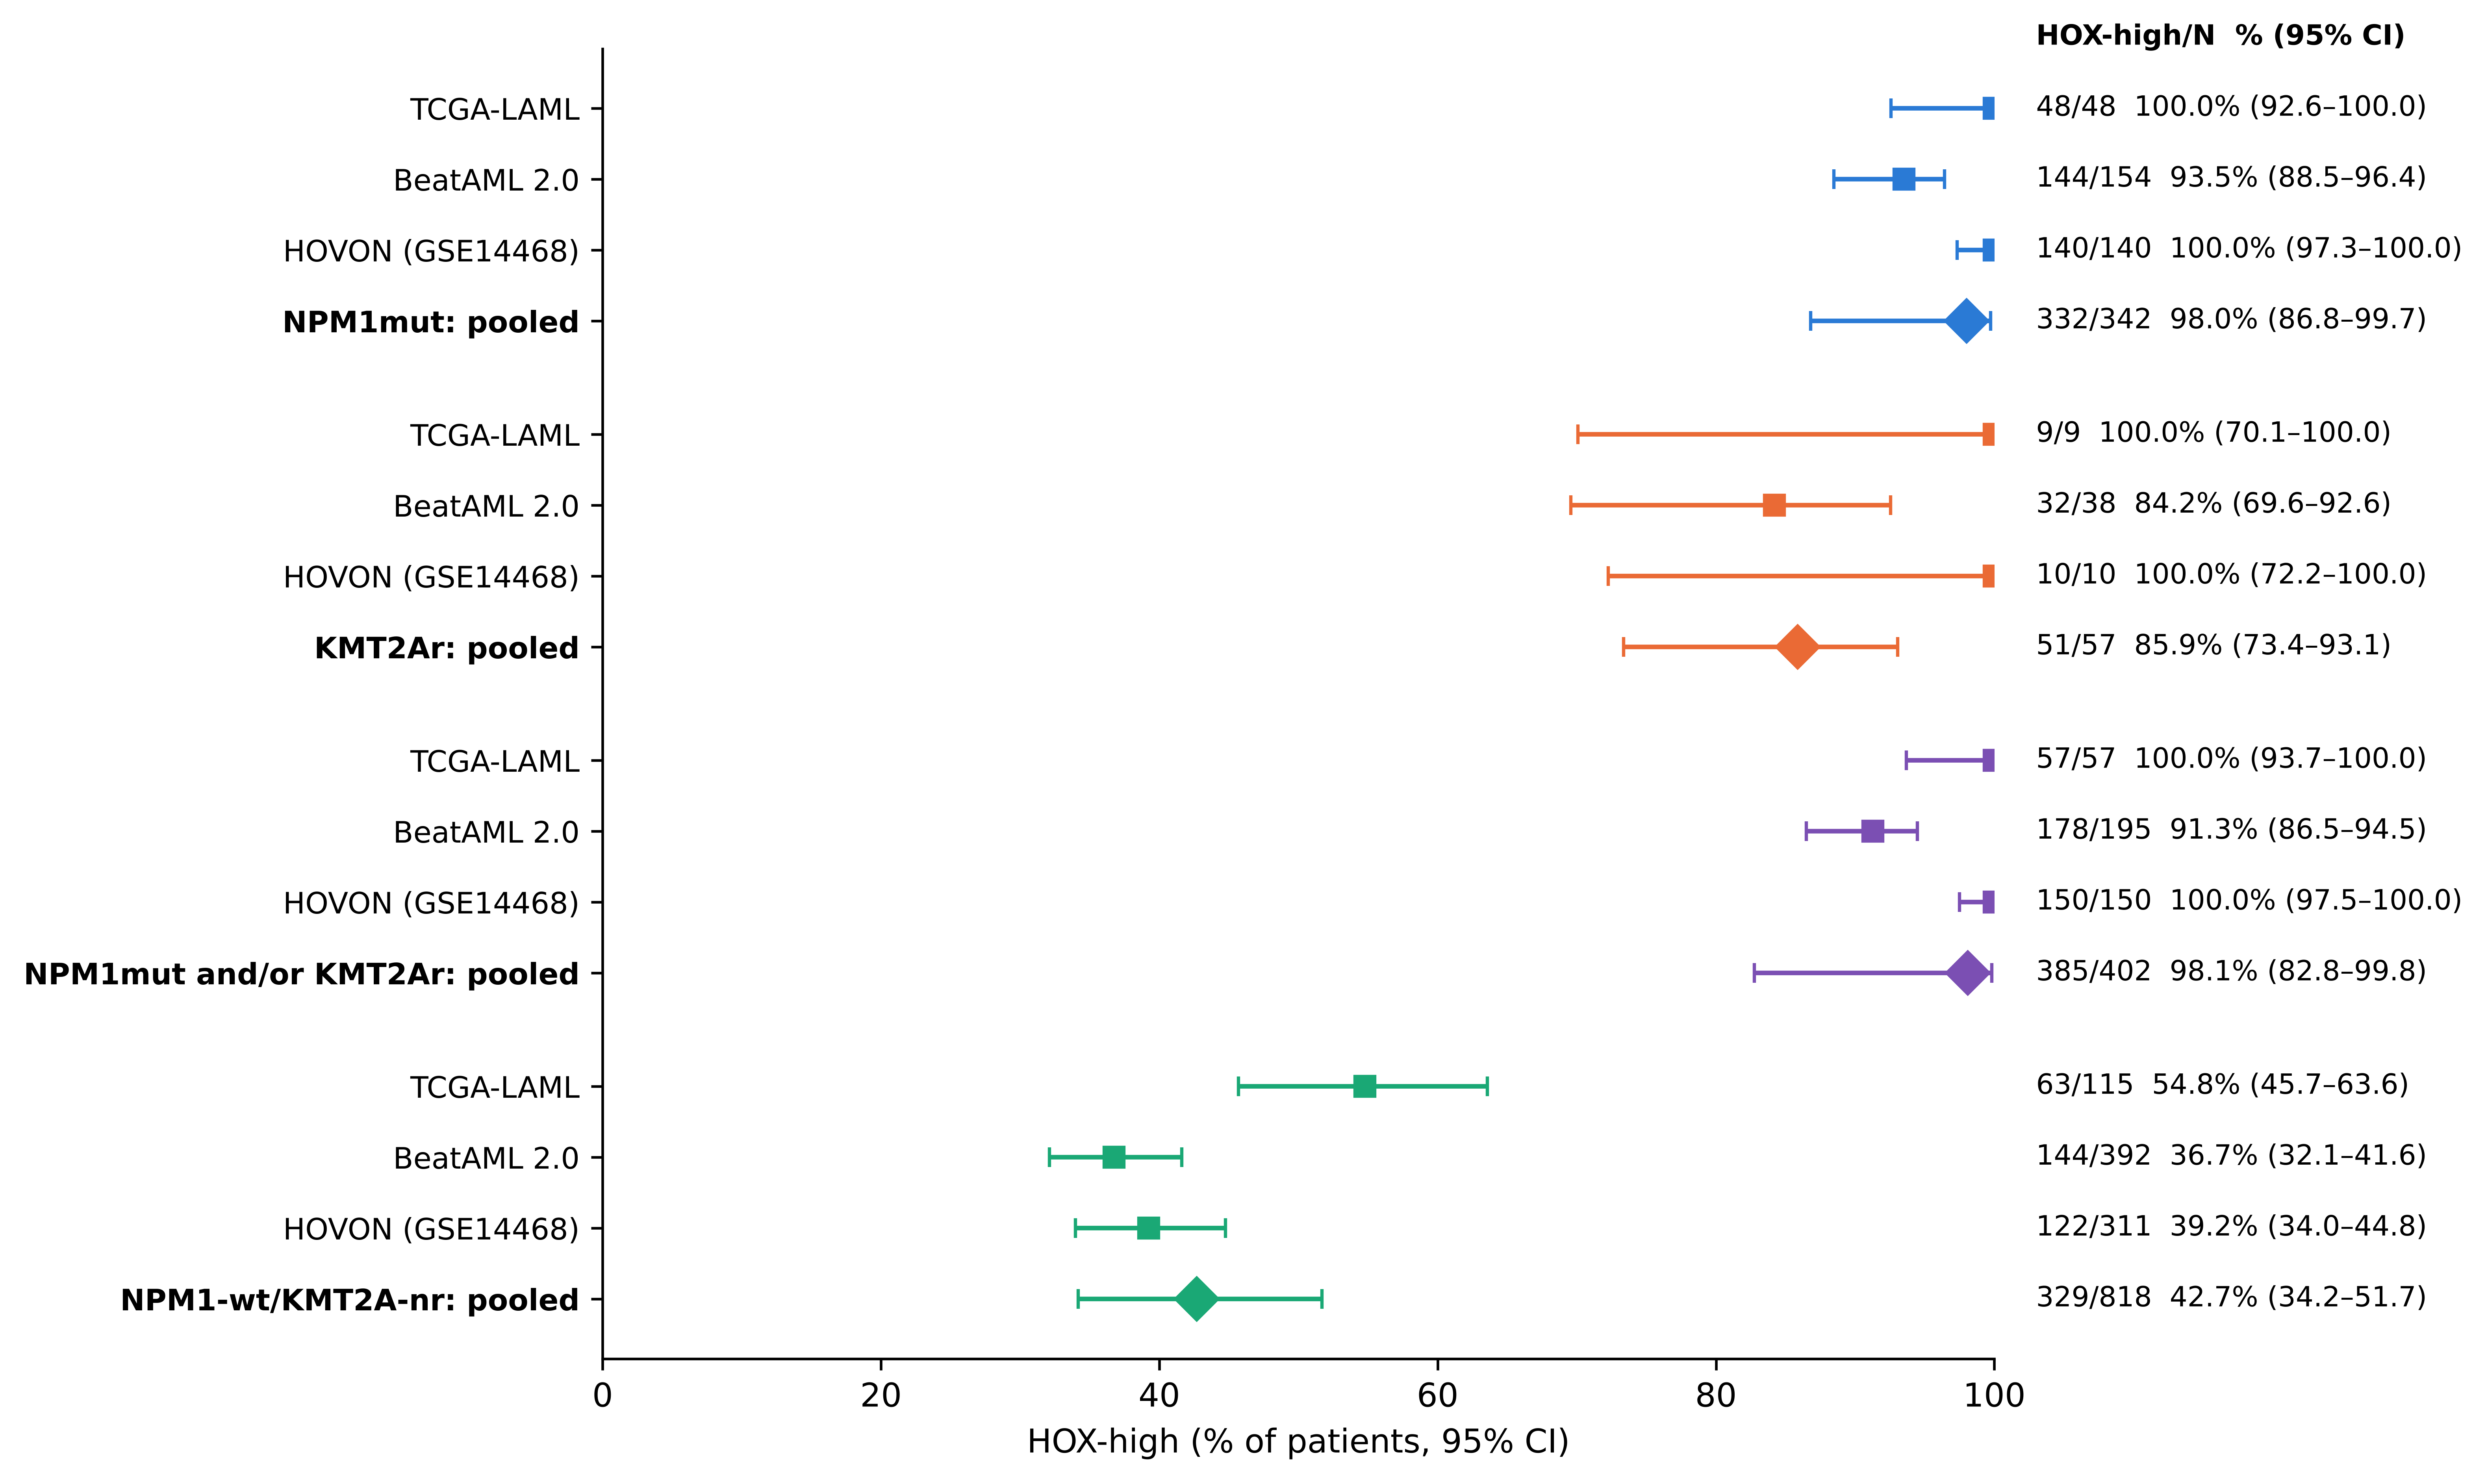 HOX-high/N  % (95% CI)
TCGA-LAML 48/48  100.0% (92.6–100.0)
BeatAML 2.0 144/154  93.5% (88.5–96.4)
HOVON (GSE14468) 140/140  100.0% (97.3–100.0)
NPM1mut: pooled 332/342  98.0% (86.8–99.7)
TCGA-LAML 9/9  100.0% (70.1–100.0)
BeatAML 2.0 32/38  84.2% (69.6–92.6)
HOVON (GSE14468) 10/10  100.0% (72.2–100.0)
KMT2Ar: pooled 51/57  85.9% (73.4–93.1)
TCGA-LAML 57/57  100.0% (93.7–100.0)
BeatAML 2.0 178/195  91.3% (86.5–94.5)
HOVON (GSE14468) 150/150  100.0% (97.5–100.0)
NPM1mut and/or KMT2Ar: pooled 385/402  98.1% (82.8–99.8)
TCGA-LAML 63/115  54.8% (45.7–63.6)
BeatAML 2.0 144/392  36.7% (32.1–41.6)
HOVON (GSE14468) 122/311  39.2% (34.0–44.8)
NPM1-wt/KMT2A-nr: pooled 329/818  42.7% (34.2–51.7)
0 20 40 60 80 100
HOX-high (% of patients, 95% CI)